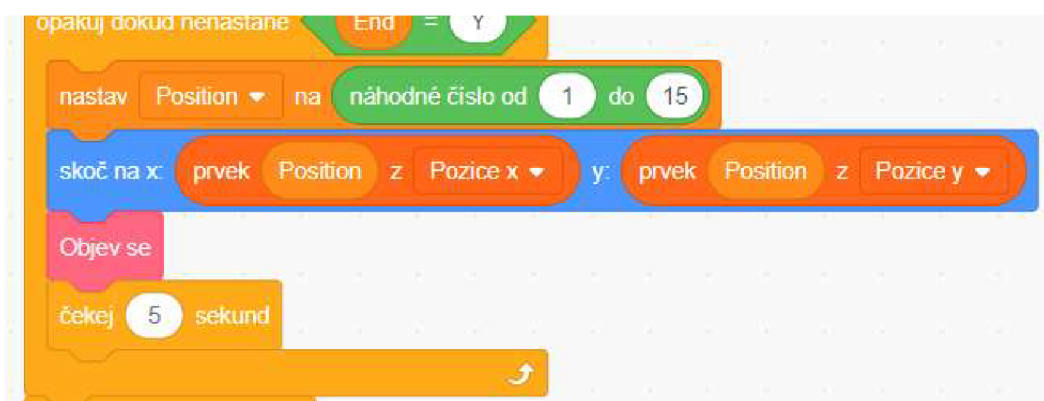 opakuj dokud nenastane End = Y
nastav Position na náhodné číslo od 1 do 15
skoč na x: prvek Position z Pozice x y: prvek Position z Pozice y
Objev se
čekej 5 sekund